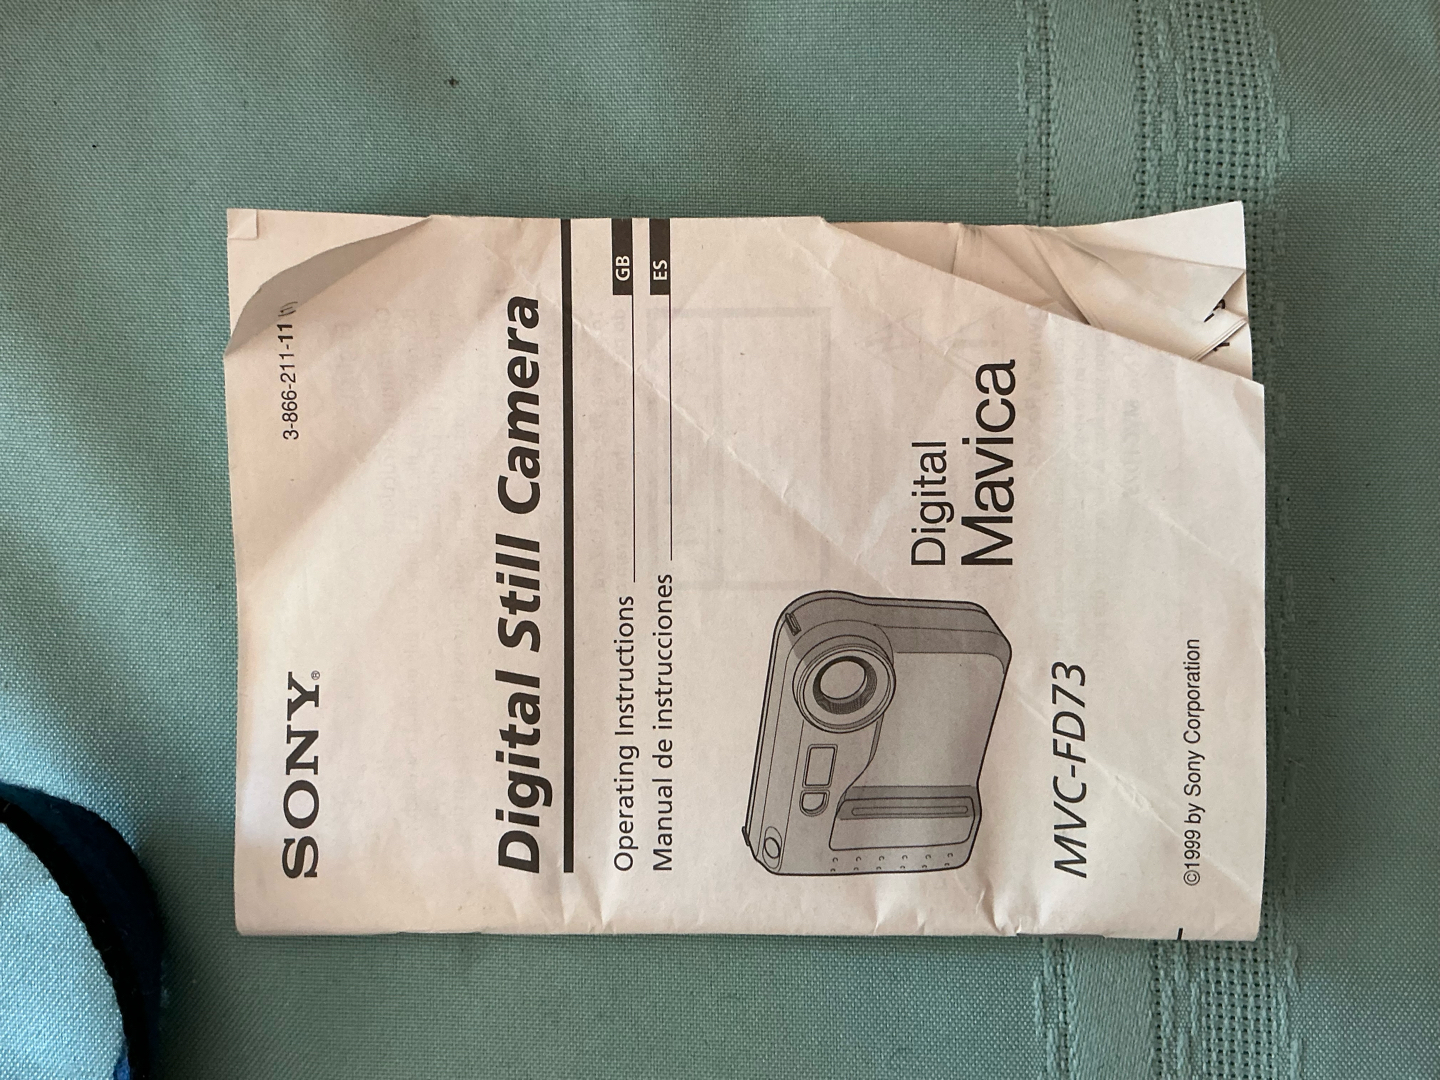 3-866-211-11 (1)
SONY®
Digital Still Camera
Operating Instructions GB
Manual de instrucciones ES
Digital
Mavica
MVC-FD73
©1999 by Sony Corporation